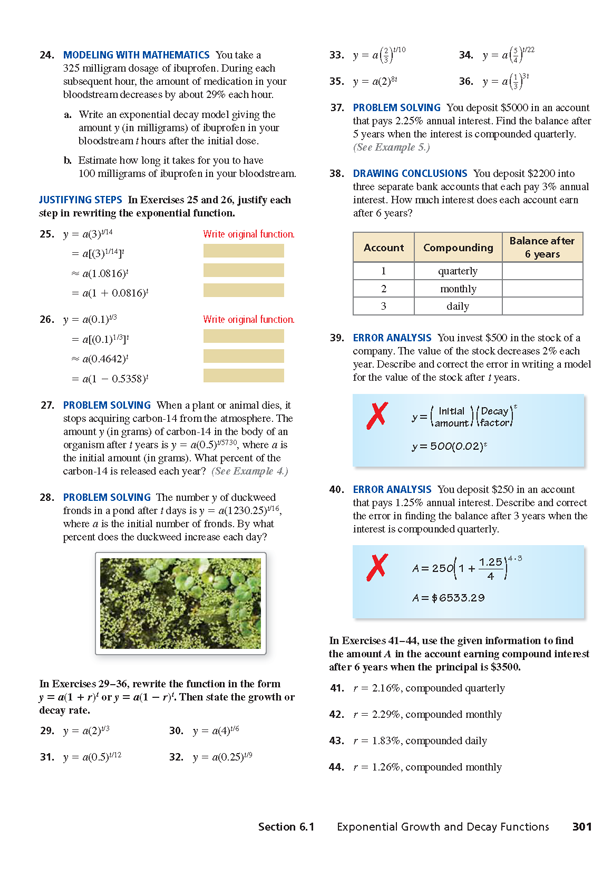 24. MODELING WITH MATHEMATICS You take a
325 milligram dosage of ibuprofen. During each
subsequent hour, the amount of medication in your
bloodstream decreases by about 29% each hour.
a. Write an exponential decay model giving the
amount y (in milligrams) of ibuprofen in your
bloodstream t hours after the initial dose.
b. Estimate how long it takes for you to have
100 milligrams of ibuprofen in your bloodstream.
JUSTIFYING STEPS In Exercises 25 and 26, justify each
step in rewriting the exponential function.
25. y = a(3)^{t/14} Write original function.
= a[(3)^{1/14}]^t
≈ a(1.0816)^t
= a(1 + 0.0816)^t
26. y = a(0.1)^{t/3} Write original function.
= a[(0.1)^{1/3}]^t
≈ a(0.4642)^t
= a(1 − 0.5358)^t
27. PROBLEM SOLVING When a plant or animal dies, it
stops acquiring carbon-14 from the atmosphere. The
amount y (in grams) of carbon-14 in the body of an
organism after t years is y = a(0.5)^{t/5730}, where a is
the initial amount (in grams). What percent of the
carbon-14 is released each year? (See Example 4.)
28. PROBLEM SOLVING The number y of duckweed
fronds in a pond after t days is y = a(1230.25)^{t/16},
where a is the initial number of fronds. By what
percent does the duckweed increase each day?
In Exercises 29–36, rewrite the function in the form
y = a(1 + r)^t or y = a(1 − r)^t. Then state the growth or
decay rate.
29. y = a(2)^{t/3} 30. y = a(4)^{t/6}
31. y = a(0.5)^{t/12} 32. y = a(0.25)^{t/9}
33. y = a(2/3)^{t/10} 34. y = a(5/4)^{t/22}
35. y = a(2)^{8t} 36. y = a(1/3)^{3t}
37. PROBLEM SOLVING You deposit $5000 in an account
that pays 2.25% annual interest. Find the balance after
5 years when the interest is compounded quarterly.
(See Example 5.)
38. DRAWING CONCLUSIONS You deposit $2200 into
three separate bank accounts that each pay 3% annual
interest. How much interest does each account earn
after 6 years?
Account Compounding Balance after
6 years
1 quarterly
2 monthly
3 daily
39. ERROR ANALYSIS You invest $500 in the stock of a
company. The value of the stock decreases 2% each
year. Describe and correct the error in writing a model
for the value of the stock after t years.
y = (Initial amount)(Decay factor)^t
y = 500(0.02)^t
40. ERROR ANALYSIS You deposit $250 in an account
that pays 1.25% annual interest. Describe and correct
the error in finding the balance after 3 years when the
interest is compounded quarterly.
A = 250(1 + 1.25/4)^{4·3}
A = $6533.29
In Exercises 41–44, use the given information to find
the amount A in the account earning compound interest
after 6 years when the principal is $3500.
41. r = 2.16%, compounded quarterly
42. r = 2.29%, compounded monthly
43. r = 1.83%, compounded daily
44. r = 1.26%, compounded monthly
Section 6.1 Exponential Growth and Decay Functions 301